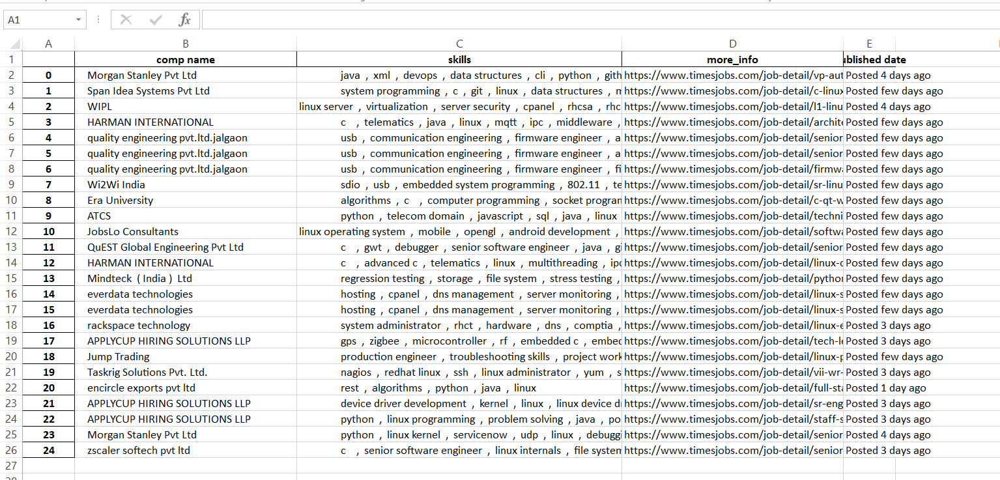 A1 fx
A B C D E
1 comp name skills more_info ublished date
2 0 Morgan Stanley Pvt Ltd java , xml , devops , data structures , cli , python , gith https://www.timesjobs.com/job-detail/vp-aut Posted 4 days ago
3 1 Span Idea Systems Pvt Ltd system programming , c , git , linux , data structures , m https://www.timesjobs.com/job-detail/c-linux Posted few days ago
4 2 WIPL linux server , virtualization , server security , cpanel , rhcsa , rhc https://www.timesjobs.com/job-detail/l1-linu Posted 4 days ago
5 3 HARMAN INTERNATIONAL c , telematics , java , linux , mqtt , ipc , middleware , https://www.timesjobs.com/job-detail/archite Posted few days ago
6 4 quality engineering pvt.ltd.jalgaon usb , communication engineering , firmware engineer , a https://www.timesjobs.com/job-detail/senior Posted few days ago
7 5 quality engineering pvt.ltd.jalgaon usb , communication engineering , firmware engineer , a https://www.timesjobs.com/job-detail/senior Posted few days ago
8 6 quality engineering pvt.ltd.jalgaon usb , communication engineering , firmware engineer , fi https://www.timesjobs.com/job-detail/firmwa Posted few days ago
9 7 Wi2Wi India sdio , usb , embedded system programming , 802.11 , te https://www.timesjobs.com/job-detail/sr-linu Posted few days ago
10 8 Era University algorithms , c , computer programming , socket program https://www.timesjobs.com/job-detail/c-qt-w Posted few days ago
11 9 ATCS python , telecom domain , javascript , sql , java , linux https://www.timesjobs.com/job-detail/techni Posted few days ago
12 10 JobsLo Consultants linux operating system , mobile , opengl , android development , https://www.timesjobs.com/job-detail/softwa Posted few days ago
13 11 QuEST Global Engineering Pvt Ltd c , gwt , debugger , senior software engineer , java , gi https://www.timesjobs.com/job-detail/senior Posted few days ago
14 12 HARMAN INTERNATIONAL c , advanced c , telematics , linux , multithreading , ipc https://www.timesjobs.com/job-detail/linux-c Posted few days ago
15 13 Mindteck ( India ) Ltd regression testing , storage , file system , stress testing , https://www.timesjobs.com/job-detail/python Posted few days ago
16 14 everdata technologies hosting , cpanel , dns management , server monitoring , https://www.timesjobs.com/job-detail/linux-s Posted few days ago
17 15 everdata technologies hosting , cpanel , dns management , server monitoring , https://www.timesjobs.com/job-detail/linux-s Posted few days ago
18 16 rackspace technology system administrator , rhct , hardware , dns , comptia , https://www.timesjobs.com/job-detail/linux-e Posted 3 days ago
19 17 APPLYCUP HIRING SOLUTIONS LLP gps , zigbee , microcontroller , rf , embedded c , embed https://www.timesjobs.com/job-detail/tech-le Posted 3 days ago
20 18 Jump Trading production engineer , troubleshooting skills , project work https://www.timesjobs.com/job-detail/linux-p Posted few days ago
21 19 Taskrig Solutions Pvt. Ltd. nagios , redhat linux , ssh , linux administrator , yum , s https://www.timesjobs.com/job-detail/vii-wr- Posted 3 days ago
22 20 encircle exports pvt ltd rest , algorithms , python , java , linux https://www.timesjobs.com/job-detail/full-sta Posted 1 day ago
23 21 APPLYCUP HIRING SOLUTIONS LLP device driver development , kernel , linux , linux device d https://www.timesjobs.com/job-detail/sr-eng Posted 3 days ago
24 22 APPLYCUP HIRING SOLUTIONS LLP python , linux programming , problem solving , java , po https://www.timesjobs.com/job-detail/staff-s Posted 3 days ago
25 23 Morgan Stanley Pvt Ltd python , linux kernel , servicenow , udp , linux , debuggi https://www.timesjobs.com/job-detail/senior Posted 4 days ago
26 24 zscaler softech pvt ltd c , senior software engineer , linux internals , file system https://www.timesjobs.com/job-detail/senior Posted 3 days ago
27